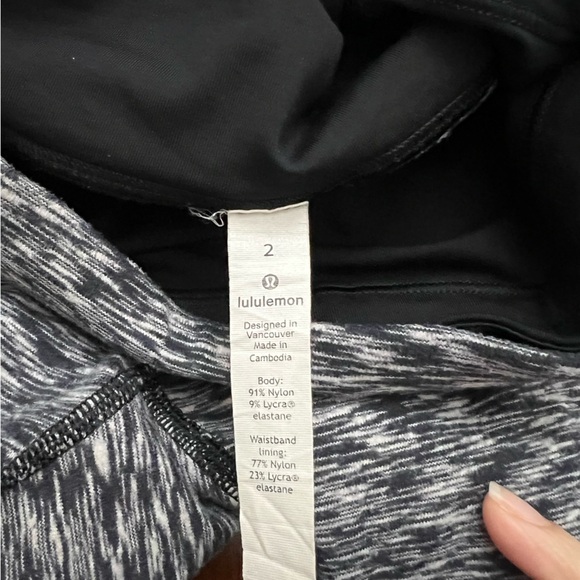 2
lululemon
Designed in
Vancouver
Made in
Cambodia
Body:
91% Nylon
9% Lycra®
elastane
Waistband
lining:
77% Nylon
23% Lycra®
elastane